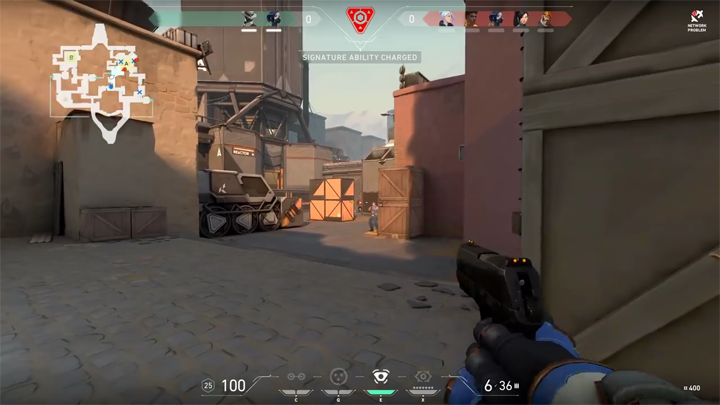 0
0
NETWORK
PROBLEM
SIGNATURE ABILITY CHARGED
B
A
A
25
100
6
36
400
C
Q
E
X